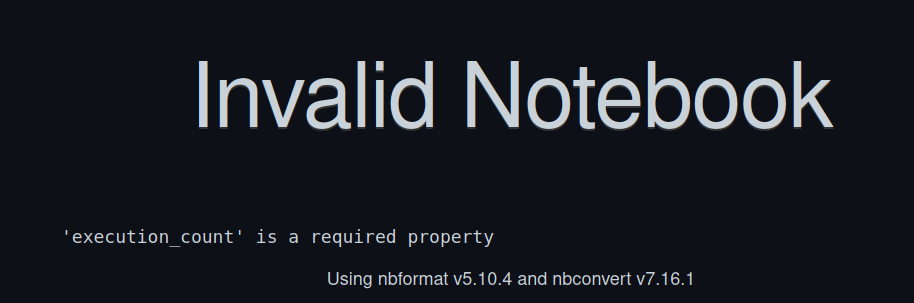 Invalid Notebook
'execution_count' is a required property
Using nbformat v5.10.4 and nbconvert v7.16.1